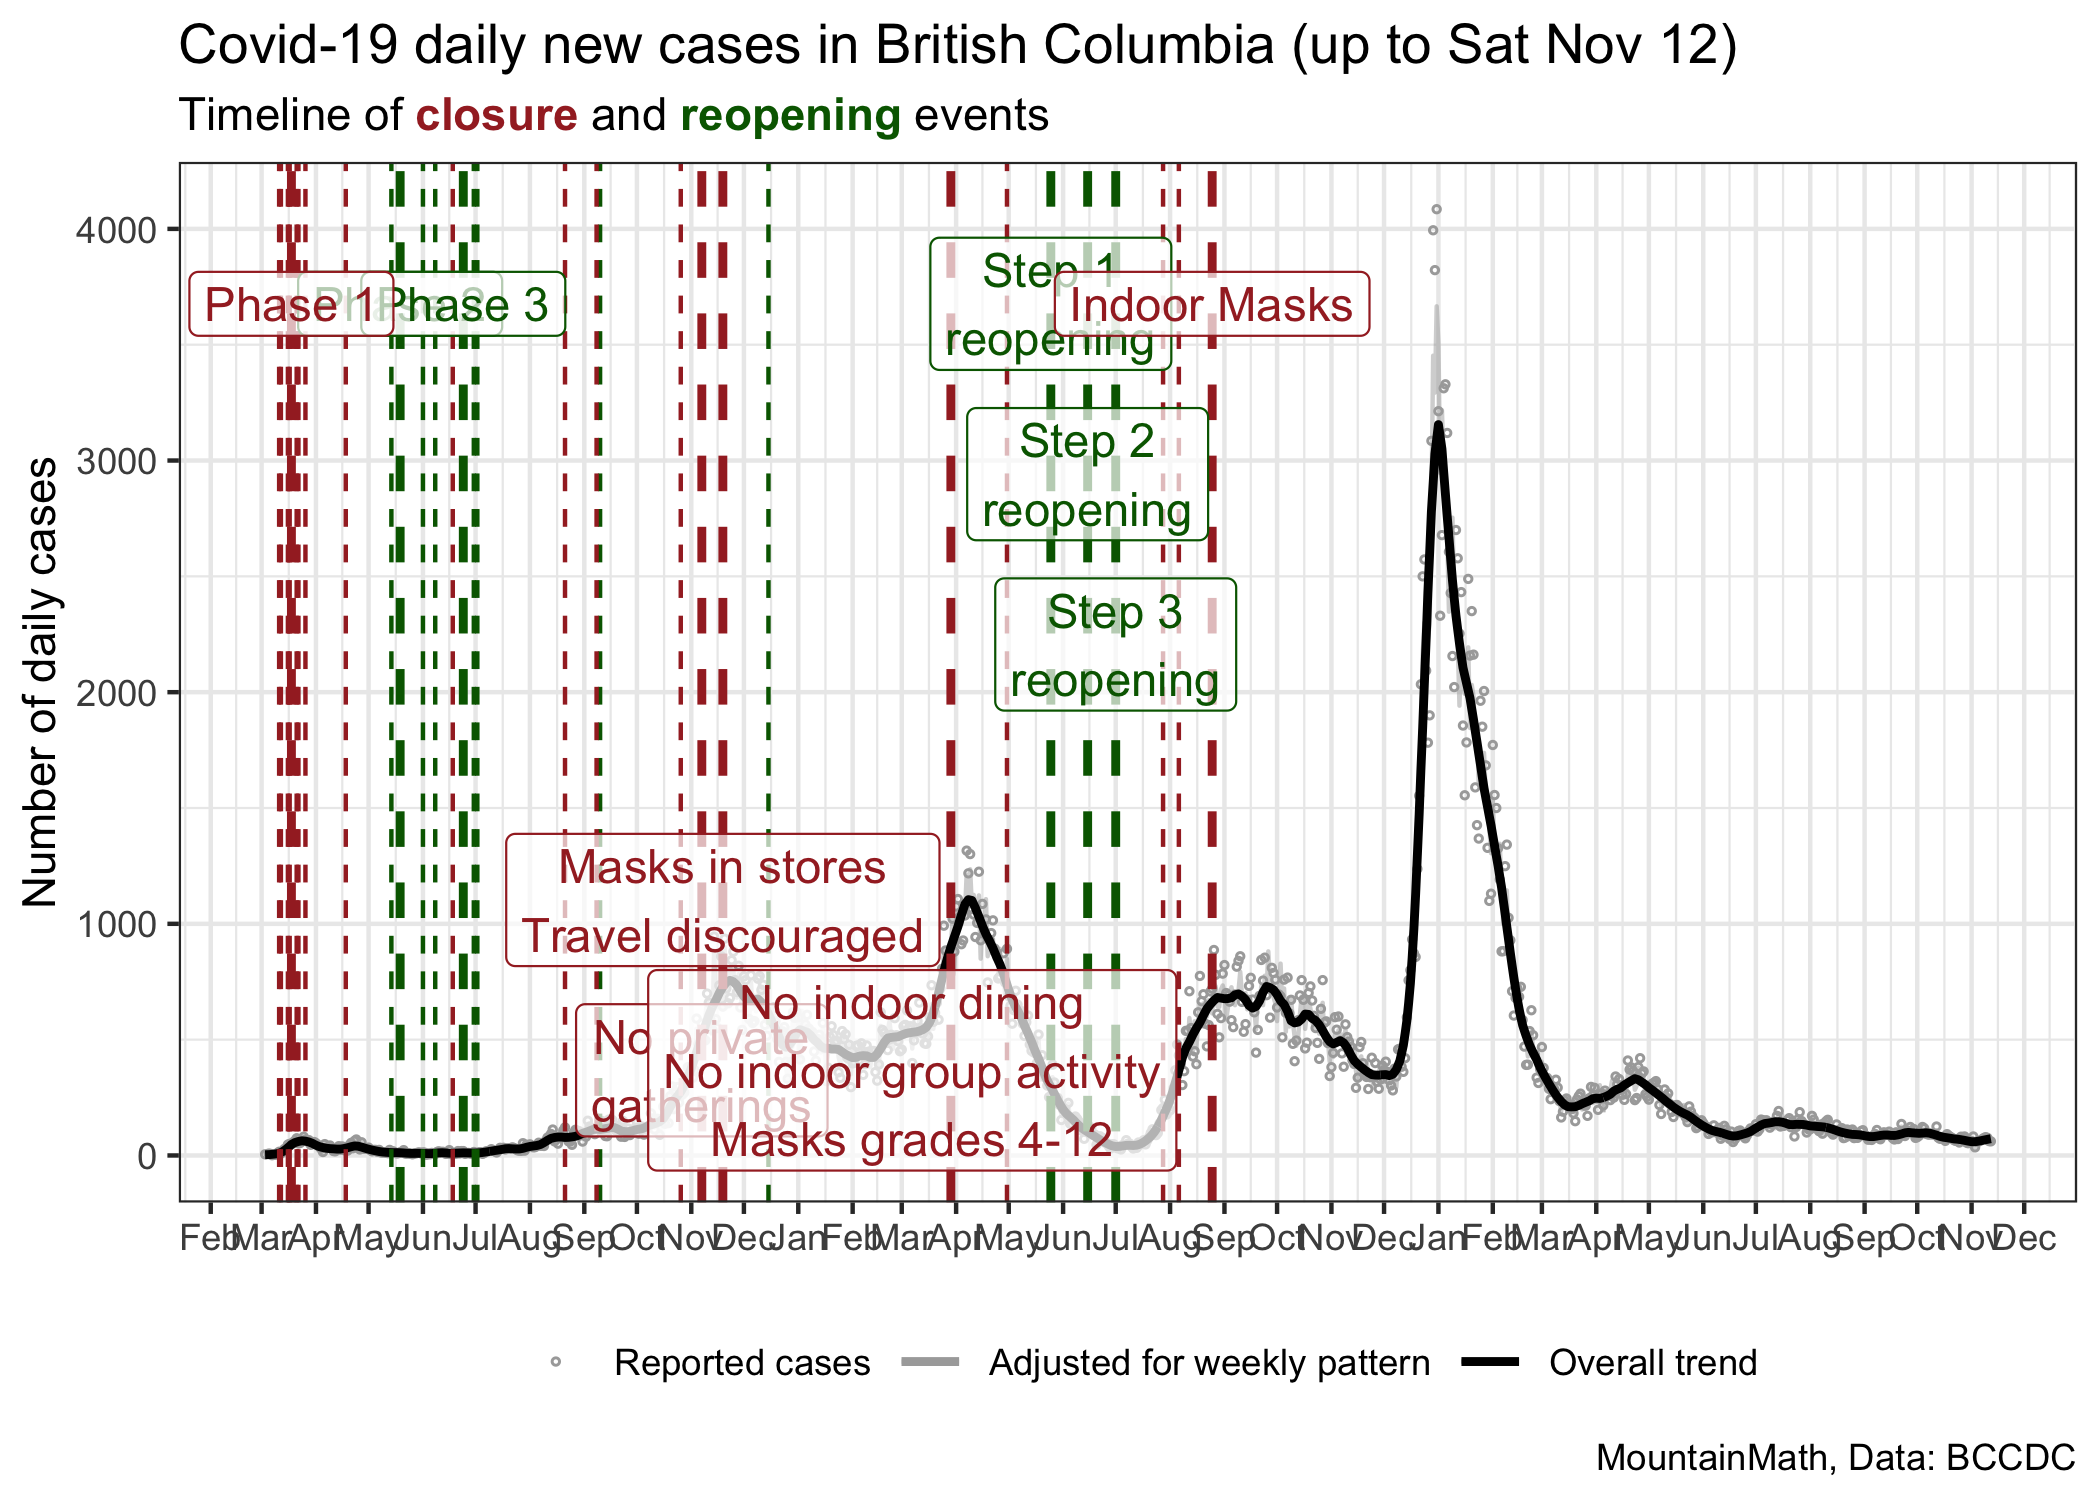 Covid-19 daily new cases in British Columbia (up to Sat Nov 12)
Timeline of closure and reopening events
Number of daily cases
4000
3000
2000
1000
0
Phase 1
Phase 2
Phase 3
Step 1
reopening
Indoor Masks
Step 2
reopening
Step 3
reopening
Masks in stores
Travel discouraged
No private
gatherings
No indoor dining
No indoor group activity
Masks grades 4-12
Feb Mar Apr May Jun Jul Aug Sep Oct Nov Dec Jan Feb Mar Apr May Jun Jul Aug Sep Oct Nov Dec Jan Feb Mar Apr May Jun Jul Aug Sep Oct Nov Dec
Reported cases Adjusted for weekly pattern Overall trend
MountainMath, Data: BCCDC